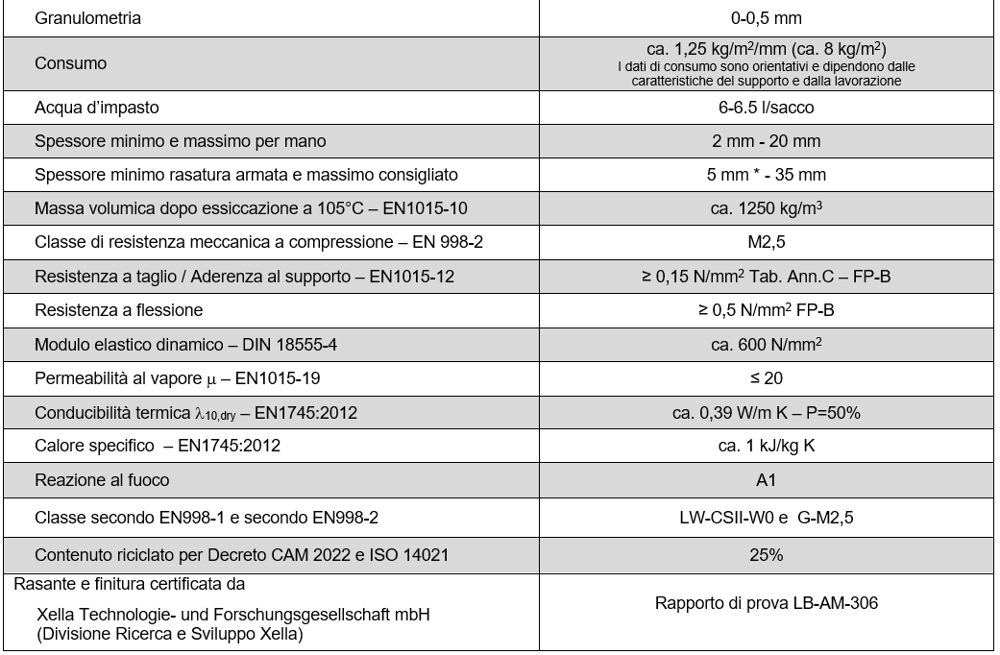 Granulometria 0-0,5 mm
Consumo ca. 1,25 kg/m²/mm (ca. 8 kg/m²)
I dati di consumo sono orientativi e dipendono dalle
caratteristiche del supporto e dalla lavorazione
Acqua d’impasto 6-6.5 l/sacco
Spessore minimo e massimo per mano 2 mm - 20 mm
Spessore minimo rasatura armata e massimo consigliato 5 mm * - 35 mm
Massa volumica dopo essiccazione a 105°C – EN1015-10 ca. 1250 kg/m³
Classe di resistenza meccanica a compressione – EN 998-2 M2,5
Resistenza a taglio / Aderenza al supporto – EN1015-12 ≥ 0,15 N/mm² Tab. Ann.C – FP-B
Resistenza a flessione ≥ 0,5 N/mm² FP-B
Modulo elastico dinamico – DIN 18555-4 ca. 600 N/mm²
Permeabilità al vapore μ – EN1015-19 ≤ 20
Conducibilità termica λ10,dry – EN1745:2012 ca. 0,39 W/m K – P=50%
Calore specifico – EN1745:2012 ca. 1 kJ/kg K
Reazione al fuoco A1
Classe secondo EN998-1 e secondo EN998-2 LW-CSII-W0 e G-M2,5
Contenuto riciclato per Decreto CAM 2022 e ISO 14021 25%
Rasante e finitura certificata da
Xella Technologie- und Forschungsgesellschaft mbH
(Divisione Ricerca e Sviluppo Xella)
Rapporto di prova LB-AM-306